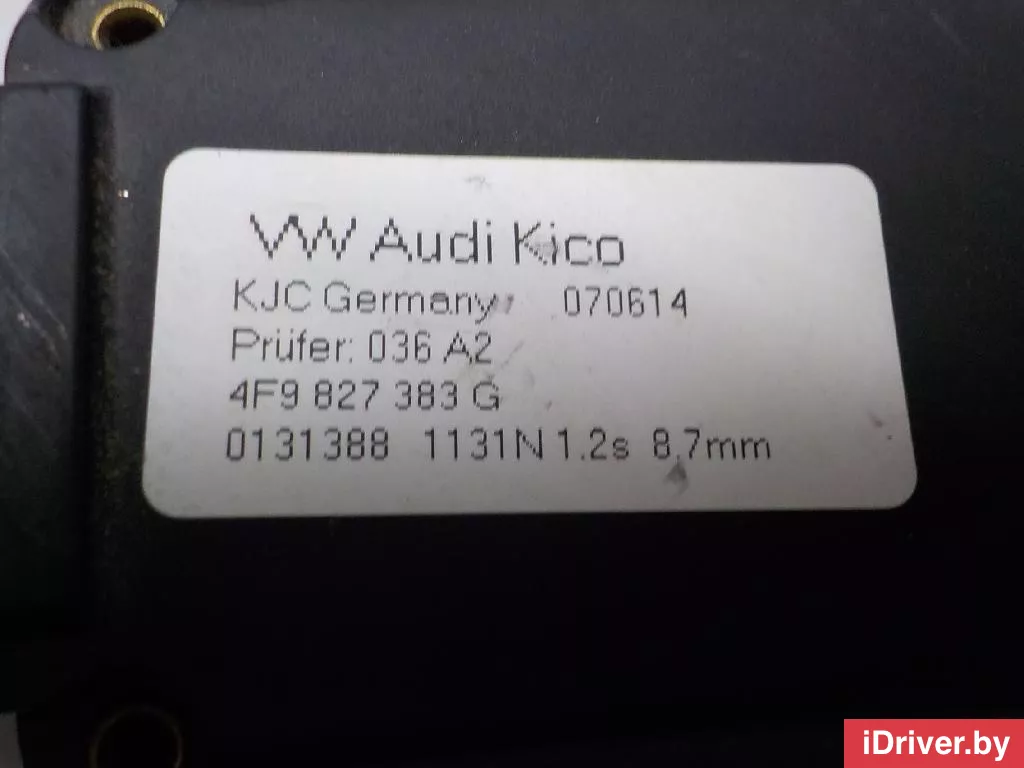 VW Audi Kico
KJC Germany 070614
Prüfer: 036 A2
4F9 827 383 G
0131388 1131N 1.2s 8.7mm
iDriver.by